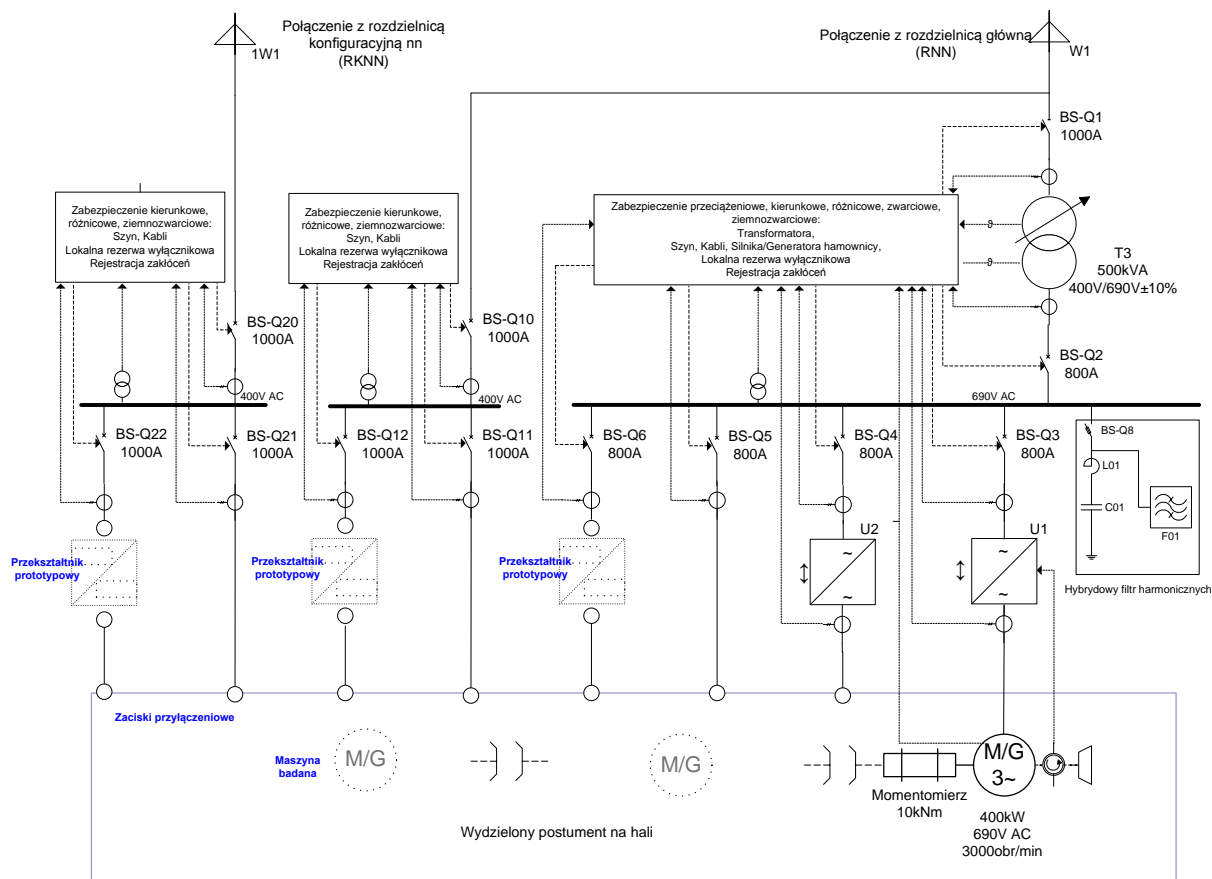 Połączenie z rozdzielnicą
konfiguracyjną nn
(RKNN)
1W1
Połączenie z rozdzielnicą główną
(RNN)
W1
BS-Q1
1000A
Zabezpieczenie kierunkowe,
różnicowe, ziemnozwarciowe:
Szyn, Kabli
Lokalna rezerwa wyłącznikowa
Rejestracja zakłóceń
Zabezpieczenie kierunkowe,
różnicowe, ziemnozwarciowe:
Szyn, Kabli
Lokalna rezerwa wyłącznikowa
Rejestracja zakłóceń
Zabezpieczenie przeciążeniowe, kierunkowe, różnicowe, zwarciowe,
ziemnozwarciowe:
Transformatora,
Szyn, Kabli, Silnika/Generatora hamownicy,
Lokalna rezerwa wyłącznikowa
Rejestracja zakłóceń
ϑ
ϑ
T3
500kVA
400V/690V±10%
BS-Q20
1000A
BS-Q10
1000A
BS-Q2
800A
400V AC
400V AC
690V AC
BS-Q22
1000A
BS-Q21
1000A
BS-Q12
1000A
BS-Q11
1000A
BS-Q6
800A
BS-Q5
800A
BS-Q4
800A
BS-Q3
800A
BS-Q8
L01
C01
F01
Hybrydowy filtr harmonicznych
Przekształtnik
prototypowy
Przekształtnik
prototypowy
Przekształtnik
prototypowy
U2
~
~
U1
~
~
Zaciski przyłączeniowe
Maszyna
badana
M/G
M/G
M/G
3~
Momentomierz
10kNm
400kW
690V AC
3000obr/min
Wydzielony postument na hali